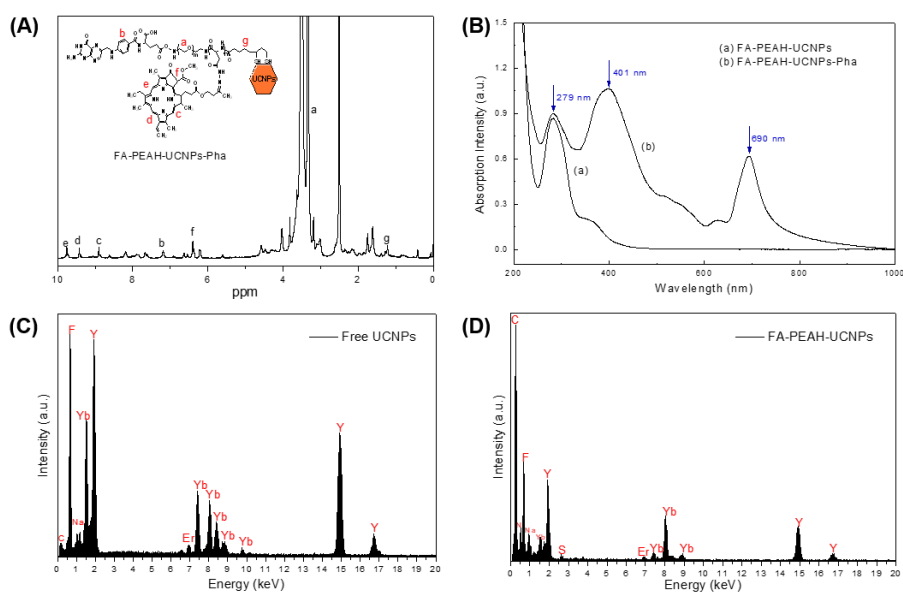 (A)
b
a
g
UCNPs
f
e
d
c
FA-PEAH-UCNPs-Pha
a
e
d
c
b
f
g
10
8
6
4
2
0
ppm
(B)
(a) FA-PEAH-UCNPs
(b) FA-PEAH-UCNPs-Pha
401 nm
279 nm
690 nm
(b)
(a)
Absorption Intensity (a.u.)
1.5
1.2
0.9
0.6
0.3
0.0
200
400
600
800
1000
Wavelength (nm)
(C)
Free UCNPs
F
Y
Yb
Na
C
Er
Yb
Yb
Yb
Yb
Yb
Y
Y
Intensity (a.u.)
0 1 2 3 4 5 6 7 8 9 10 11 12 13 14 15 16 17 18 19 20
Energy (keV)
(D)
FA-PEAH-UCNPs
C
F
N
Na
Yb
Y
S
Er
Yb
Yb
Yb
Y
Y
Intensity (a.u.)
0 1 2 3 4 5 6 7 8 9 10 11 12 13 14 15 16 17 18 19 20
Energy (keV)